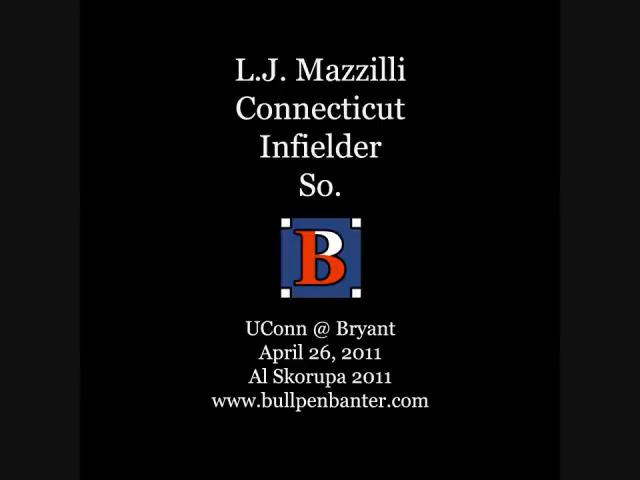 L.J. Mazzilli
Connecticut
Infielder
So.
B
UConn @ Bryant
April 26, 2011
Al Skorupa 2011
www.bullpenbanter.com